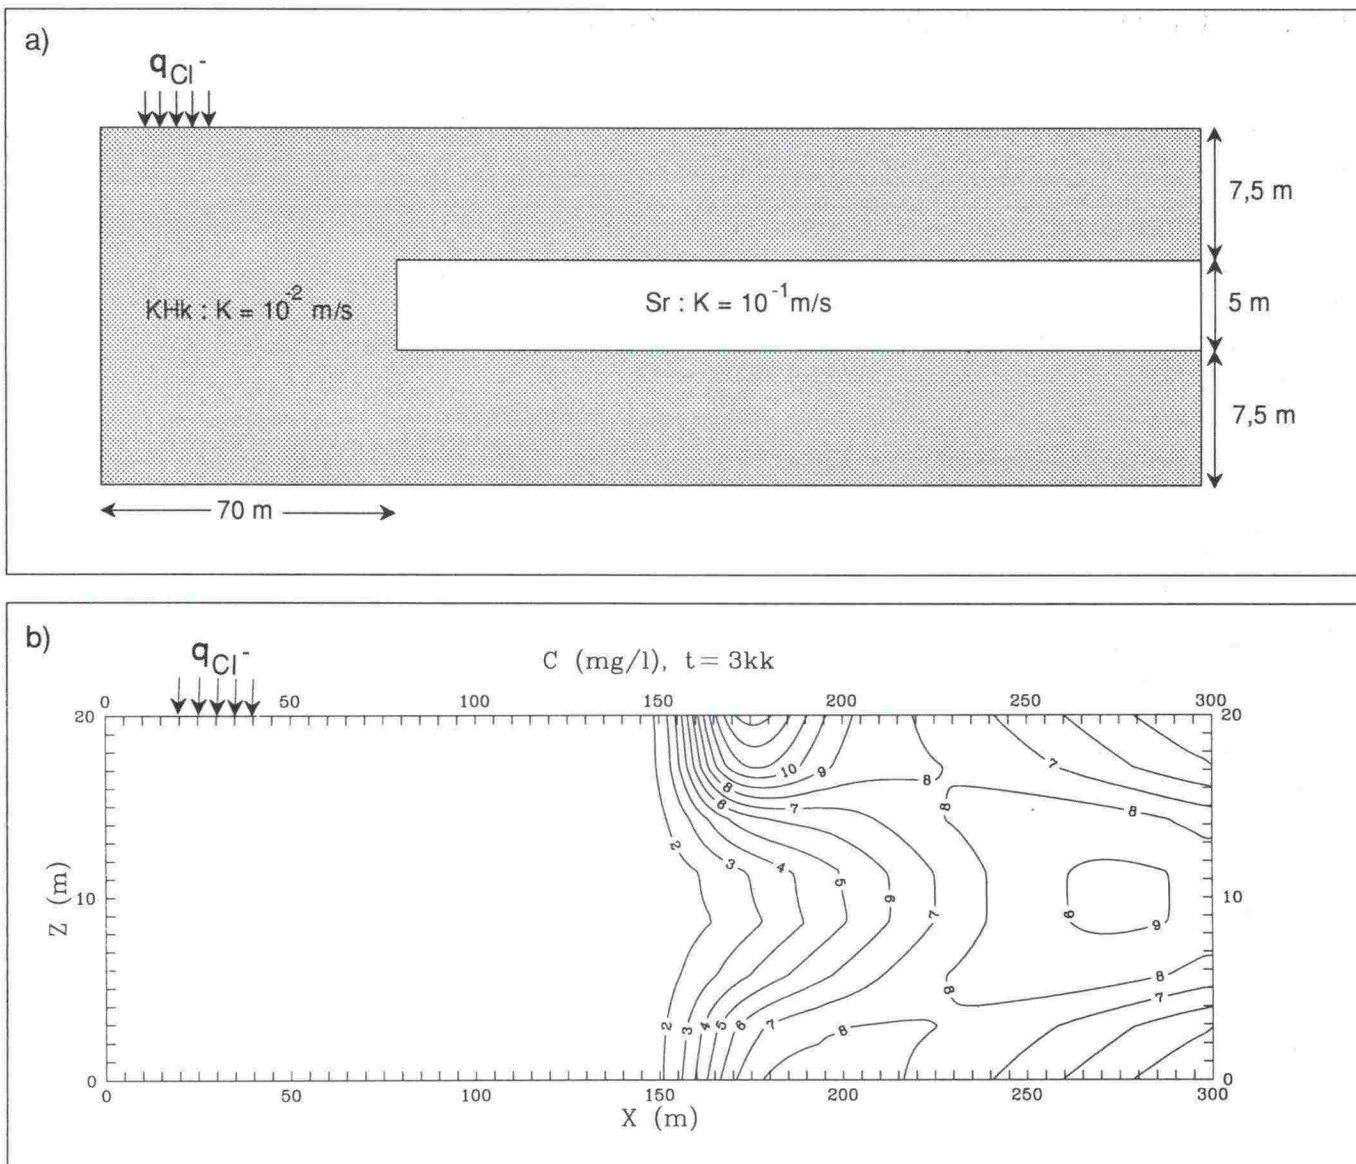 a)
qCl-
7,5 m
KHk : K = 10-2 m/s
Sr : K = 10-1m/s
5 m
7,5 m
70 m
b)
qCl-
C (mg/l), t = 3kk
0 50 100 150 200 250 300
20 20
10 9 8 7
8 6 7 8 8 8
2 3 4 5
Z (m) 10 6 7 6 9 10
8 8 7
2 3 4 5 6 7 8
0 0
0 50 100 150 200 250 300
X (m)